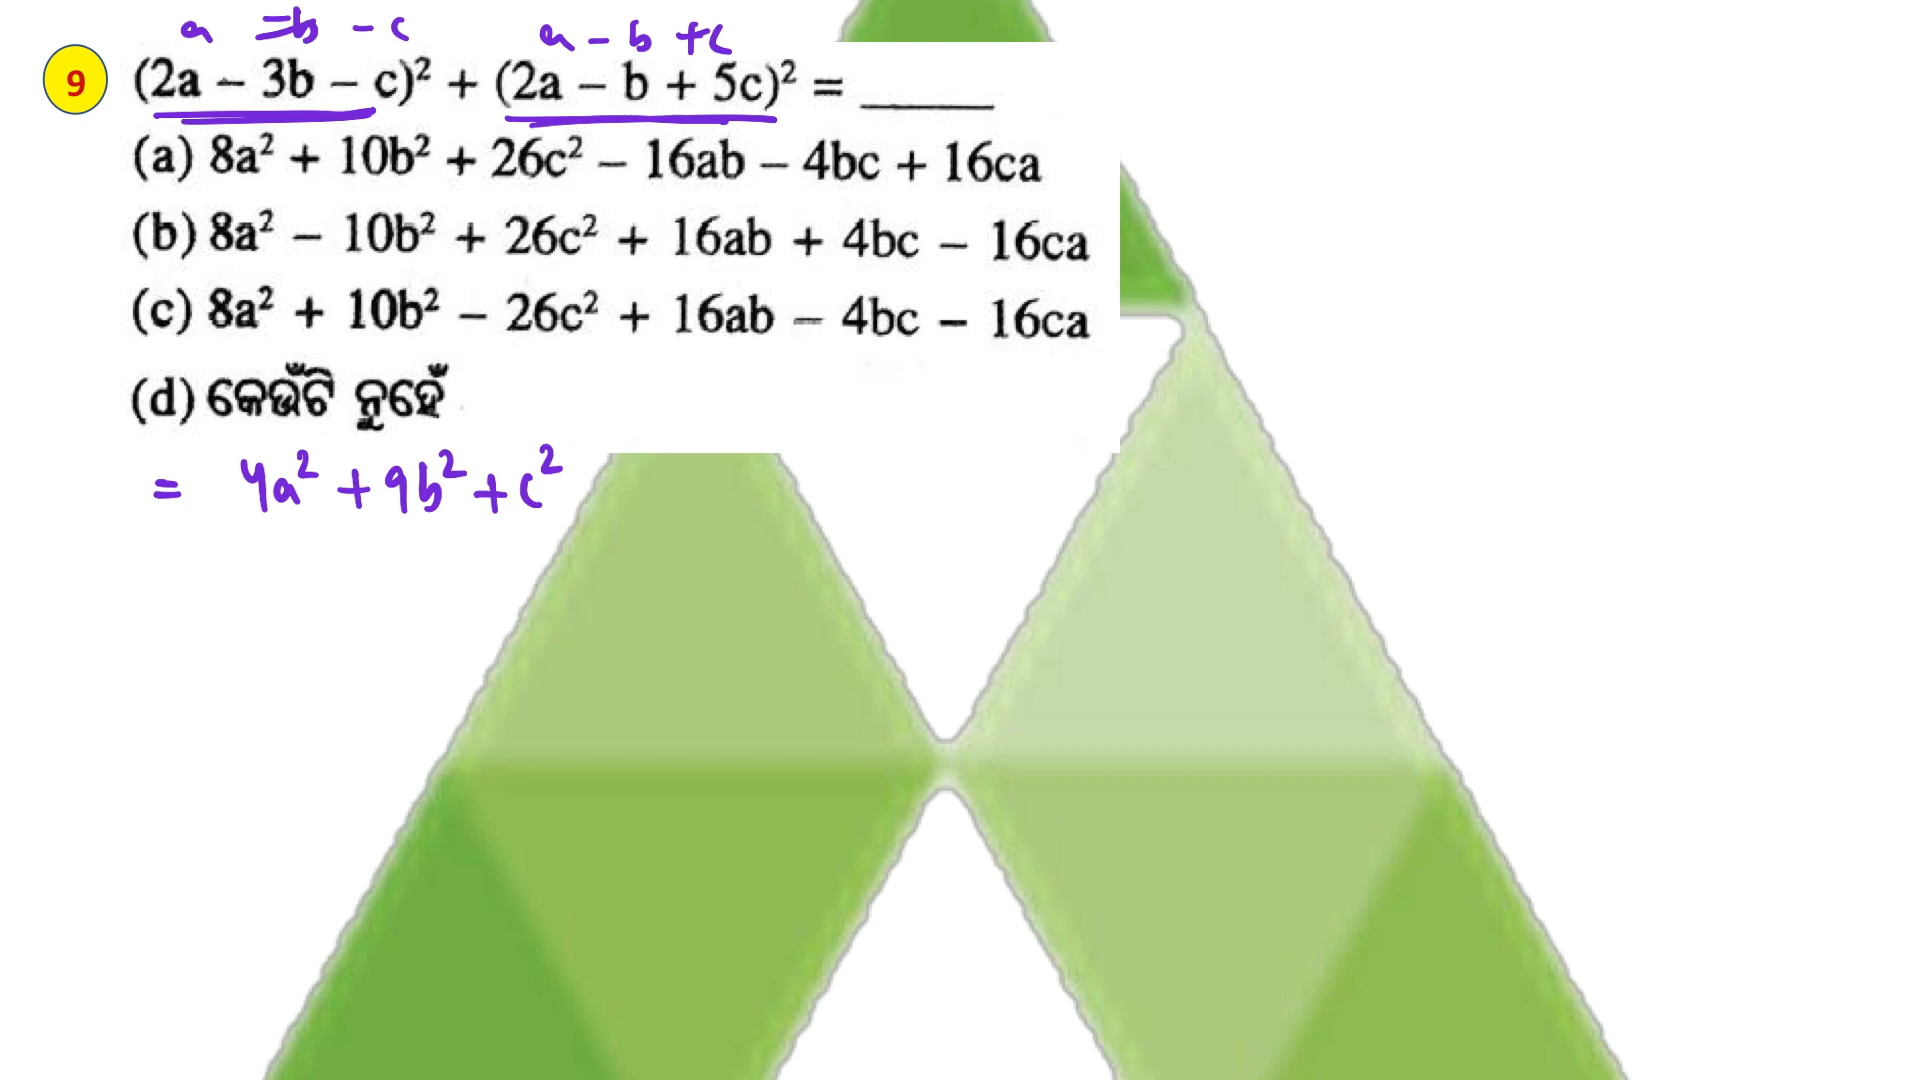 a = b - c a - b + c
9 (2a – 3b – c)² + (2a – b + 5c)² = _____
(a) 8a² + 10b² + 26c² – 16ab – 4bc + 16ca
(b) 8a² – 10b² + 26c² + 16ab + 4bc – 16ca
(c) 8a² + 10b² – 26c² + 16ab – 4bc – 16ca
(d) କେଉଁଟି ନୁହେଁ
= 4a² + 9b² + c²